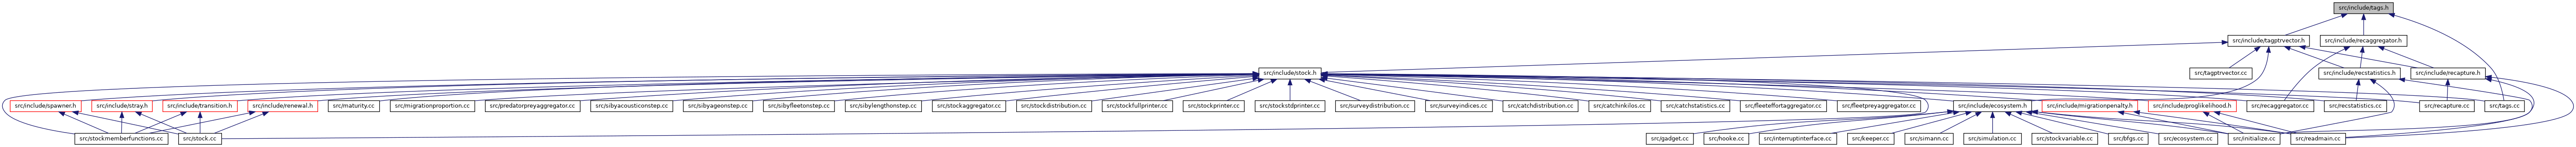 src/include/tags.h
src/include/tagptrvector.h
src/include/recaggregator.h
src/include/stock.h
src/tagptrvector.cc
src/include/recstatistics.h
src/include/recapture.h
src/include/spawner.h
src/include/stray.h
src/include/transition.h
src/include/renewal.h
src/maturity.cc
src/migrationproportion.cc
src/predatorpreyaggregator.cc
src/sibyacousticonstep.cc
src/sibyageonstep.cc
src/sibyfleetonstep.cc
src/sibylengthonstep.cc
src/stockaggregator.cc
src/stockdistribution.cc
src/stockfullprinter.cc
src/stockprinter.cc
src/stockstdprinter.cc
src/surveydistribution.cc
src/surveyindices.cc
src/catchdistribution.cc
src/catchinkilos.cc
src/catchstatistics.cc
src/fleeteffortaggregator.cc
src/fleetpreyaggregator.cc
src/include/ecosystem.h
src/include/migrationpenalty.h
src/include/proglikelihood.h
src/recaggregator.cc
src/recstatistics.cc
src/recapture.cc
src/tags.cc
src/stockmemberfunctions.cc
src/stock.cc
src/gadget.cc
src/hooke.cc
src/interruptinterface.cc
src/keeper.cc
src/simann.cc
src/simulation.cc
src/stockvariable.cc
src/bfgs.cc
src/ecosystem.cc
src/initialize.cc
src/readmain.cc